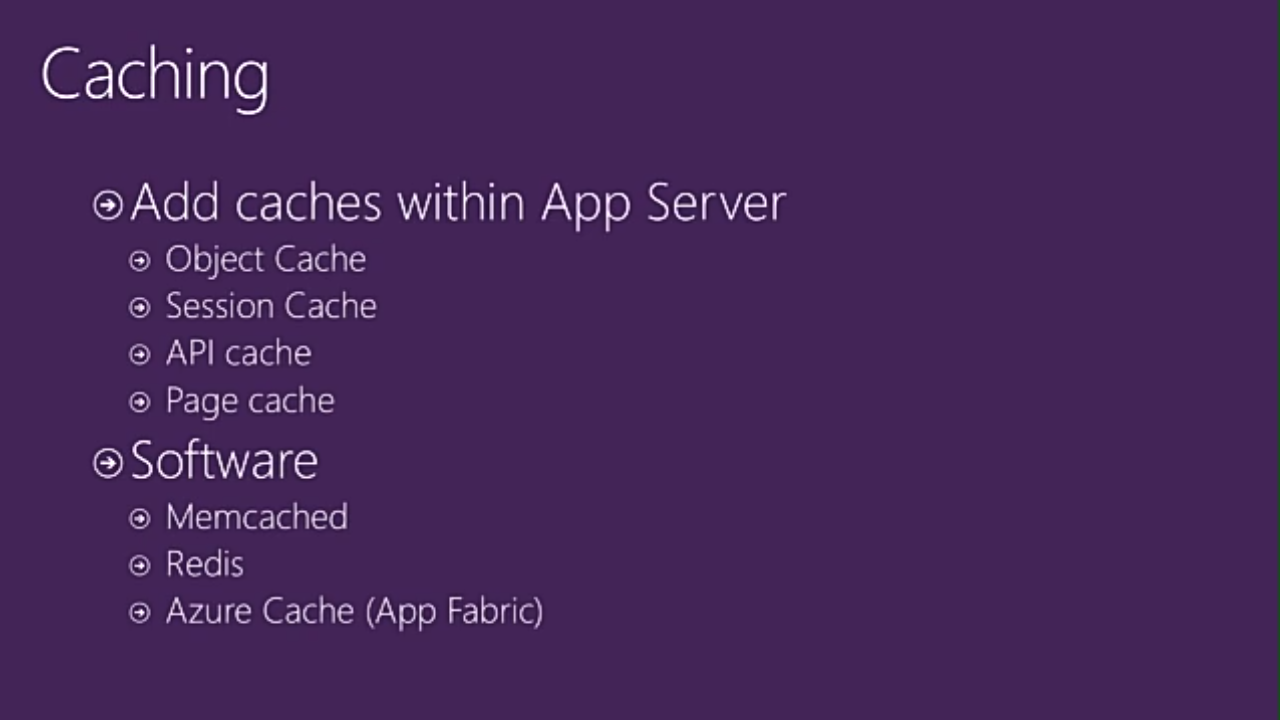 Caching
Add caches within App Server
Object Cache
Session Cache
API cache
Page cache
Software
Memcached
Redis
Azure Cache (App Fabric)